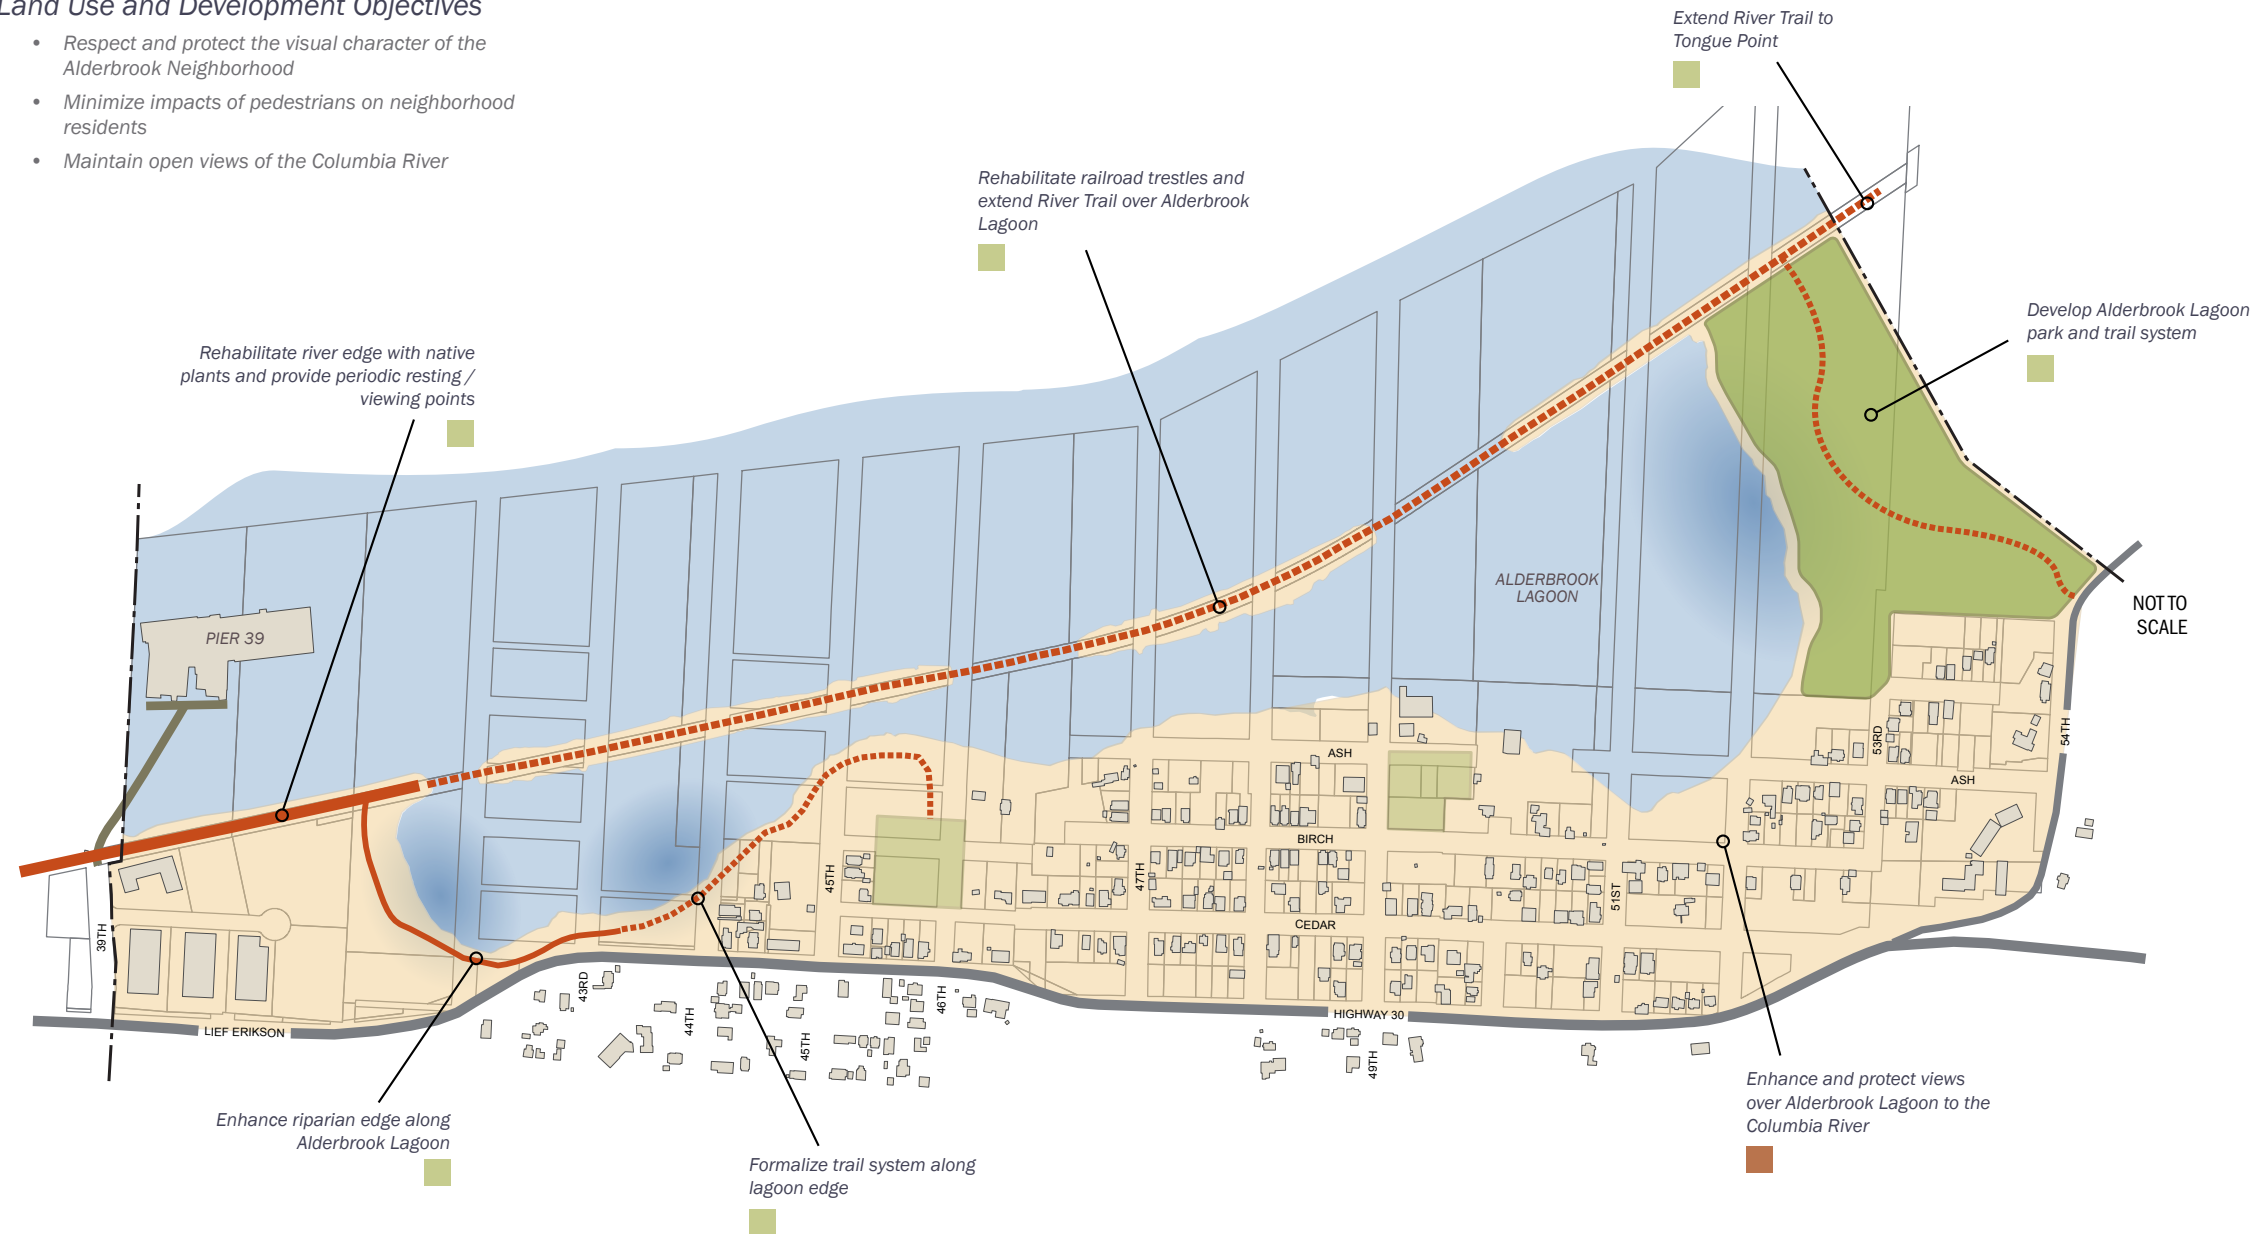 Land Use and Development Objectives
• Respect and protect the visual character of the
Alderbrook Neighborhood
• Minimize impacts of pedestrians on neighborhood
residents
• Maintain open views of the Columbia River
Extend River Trail to
Tongue Point
Rehabilitate railroad trestles and
extend River Trail over Alderbrook
Lagoon
Develop Alderbrook Lagoon
park and trail system
Rehabilitate river edge with native
plants and provide periodic resting /
viewing points
ALDERBROOK
LAGOON
NOT TO
SCALE
PIER 39
54TH
53RD
ASH
ASH
BIRCH
45TH
47TH
51ST
CEDAR
39TH
43RD
46TH
44TH
HIGHWAY 30
LIEF ERIKSON
45TH
49TH
Enhance and protect views
over Alderbrook Lagoon to the
Columbia River
Enhance riparian edge along
Alderbrook Lagoon
Formalize trail system along
lagoon edge